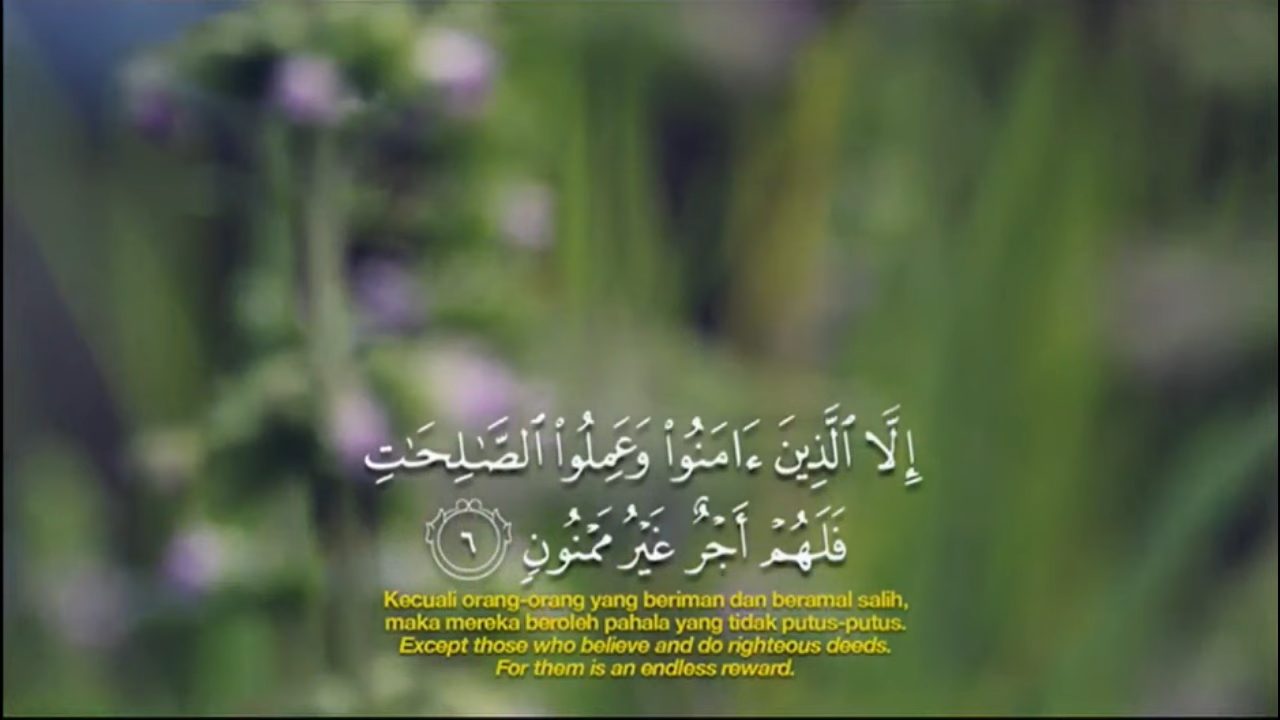 إِلَّا ٱلَّذِينَ ءَامَنُوا۟ وَعَمِلُوا۟ ٱلصَّـٰلِحَـٰتِ
فَلَهُمْ أَجْرٌ غَيْرُ مَمْنُونٍ ٦
Kecuali orang-orang yang beriman dan beramal salih,
maka mereka beroleh pahala yang tidak putus-putus.
Except those who believe and do righteous deeds.
For them is an endless reward.